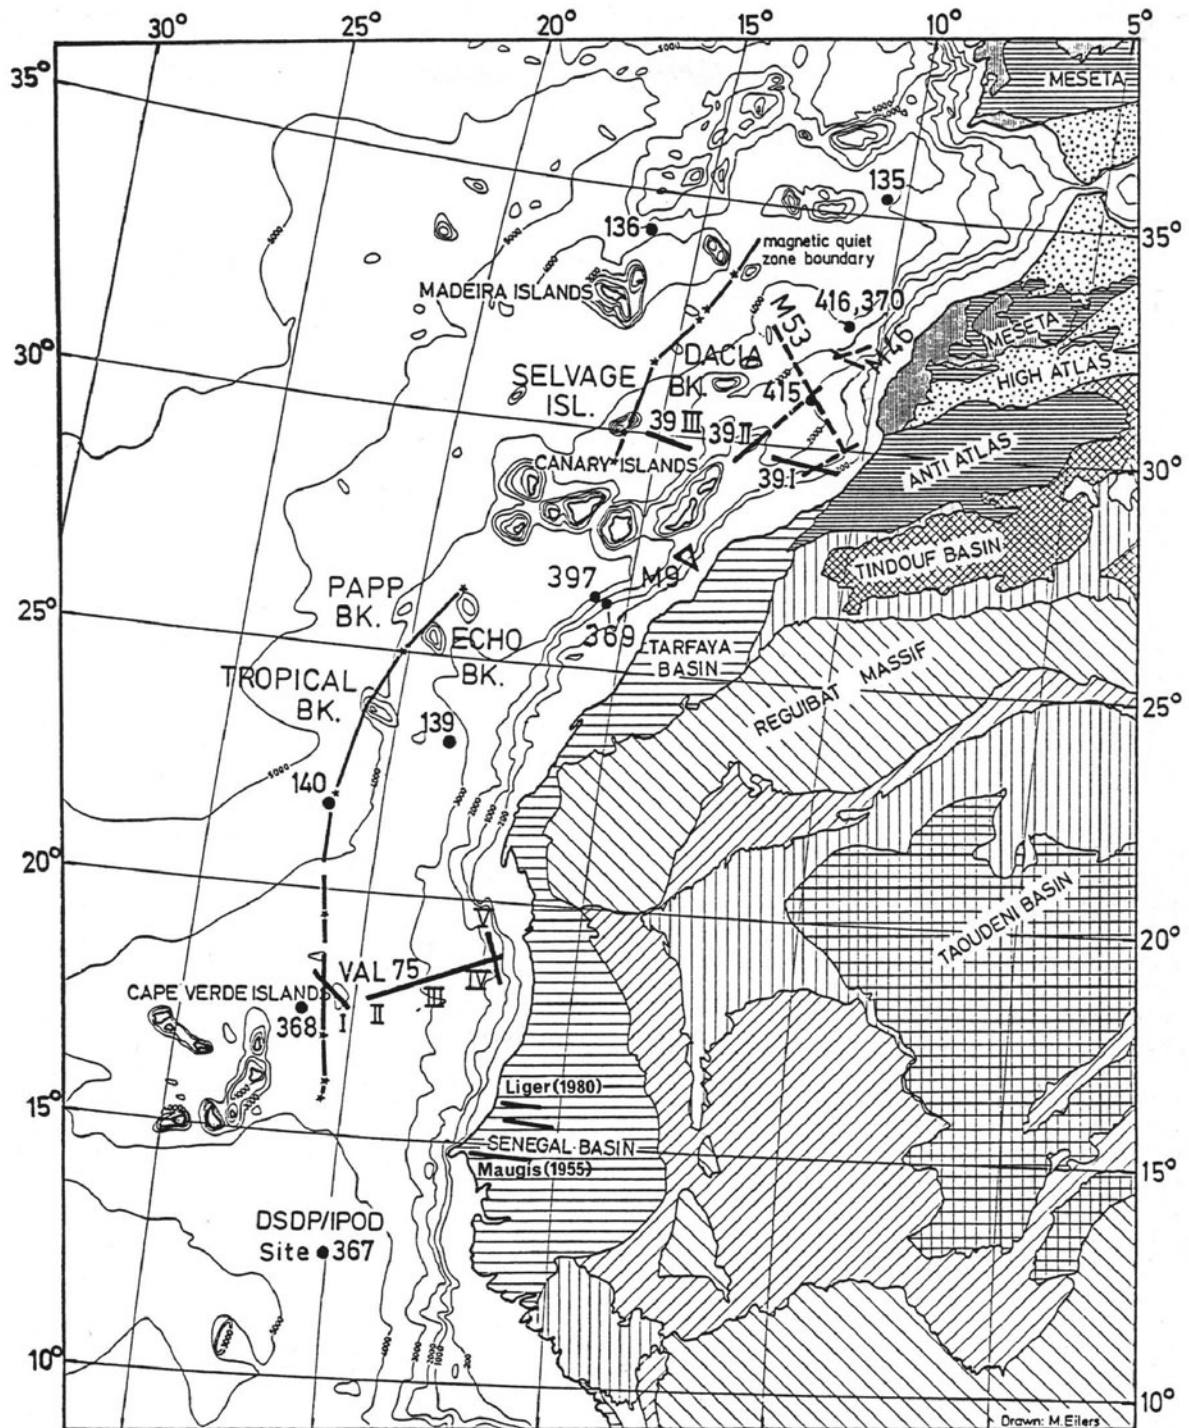 30° 25° 20° 15° 10° 5°
35°
MESETA
135
136
35°
magnetic quiet
zone boundary
MADEIRA ISLANDS
416,370
M53
MESETA
M46
30°
DACIA
BK.
HIGH ATLAS
SELVAGE
ISL.
415
39 III
39 II
CANARY ISLANDS
39 I
ANTI ATLAS
30°
TINDOUF BASIN
397
M9
PAPP
BK.
25°
369
ECHO
BK.
TARFAYA
BASIN
REGUIBAT MASSIF
TROPICAL
BK.
25°
139
140
20°
TAOUDENI BASIN
20°
V
VAL 75
IV
CAPE VERDE ISLANDS
III
II
I
368
Liger (1980)
15°
SENEGAL-BASIN
Maugis (1955)
15°
DSDP/IPOD
Site 367
10°
10°
Drawn: M. Eilers